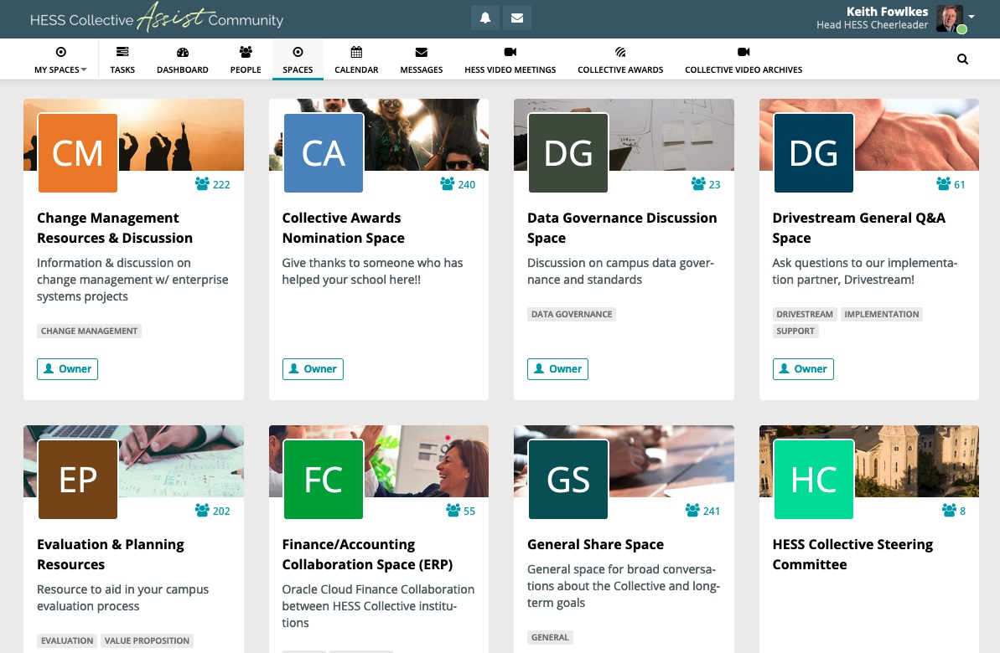 HESS Collective Assist Community
Keith Fowlkes
Head HESS Cheerleader
MY SPACES
TASKS
DASHBOARD
PEOPLE
SPACES
CALENDAR
MESSAGES
HESS VIDEO MEETINGS
COLLECTIVE AWARDS
COLLECTIVE VIDEO ARCHIVES
CM
222
Change Management
Resources & Discussion
Information & discussion on
change management w/ enterprise
systems projects
CHANGE MANAGEMENT
Owner
CA
240
Collective Awards
Nomination Space
Give thanks to someone who has
helped your school here!!
Owner
DG
23
Data Governance Discussion
Space
Discussion on campus data gover-
nance and standards
DATA GOVERNANCE
Owner
DG
61
Drivestream General Q&A
Space
Ask questions to our implementa-
tion partner, Drivestream!
DRIVESTREAM IMPLEMENTATION
SUPPORT
Owner
EP
202
Evaluation & Planning
Resources
Resource to aid in your campus
evaluation process
EVALUATION VALUE PROPOSITION
FC
55
Finance/Accounting
Collaboration Space (ERP)
Oracle Cloud Finance Collaboration
between HESS Collective institu-
tions
GS
241
General Share Space
General space for broad conversa-
tions about the Collective and long-
term goals
GENERAL
HC
8
HESS Collective Steering
Committee